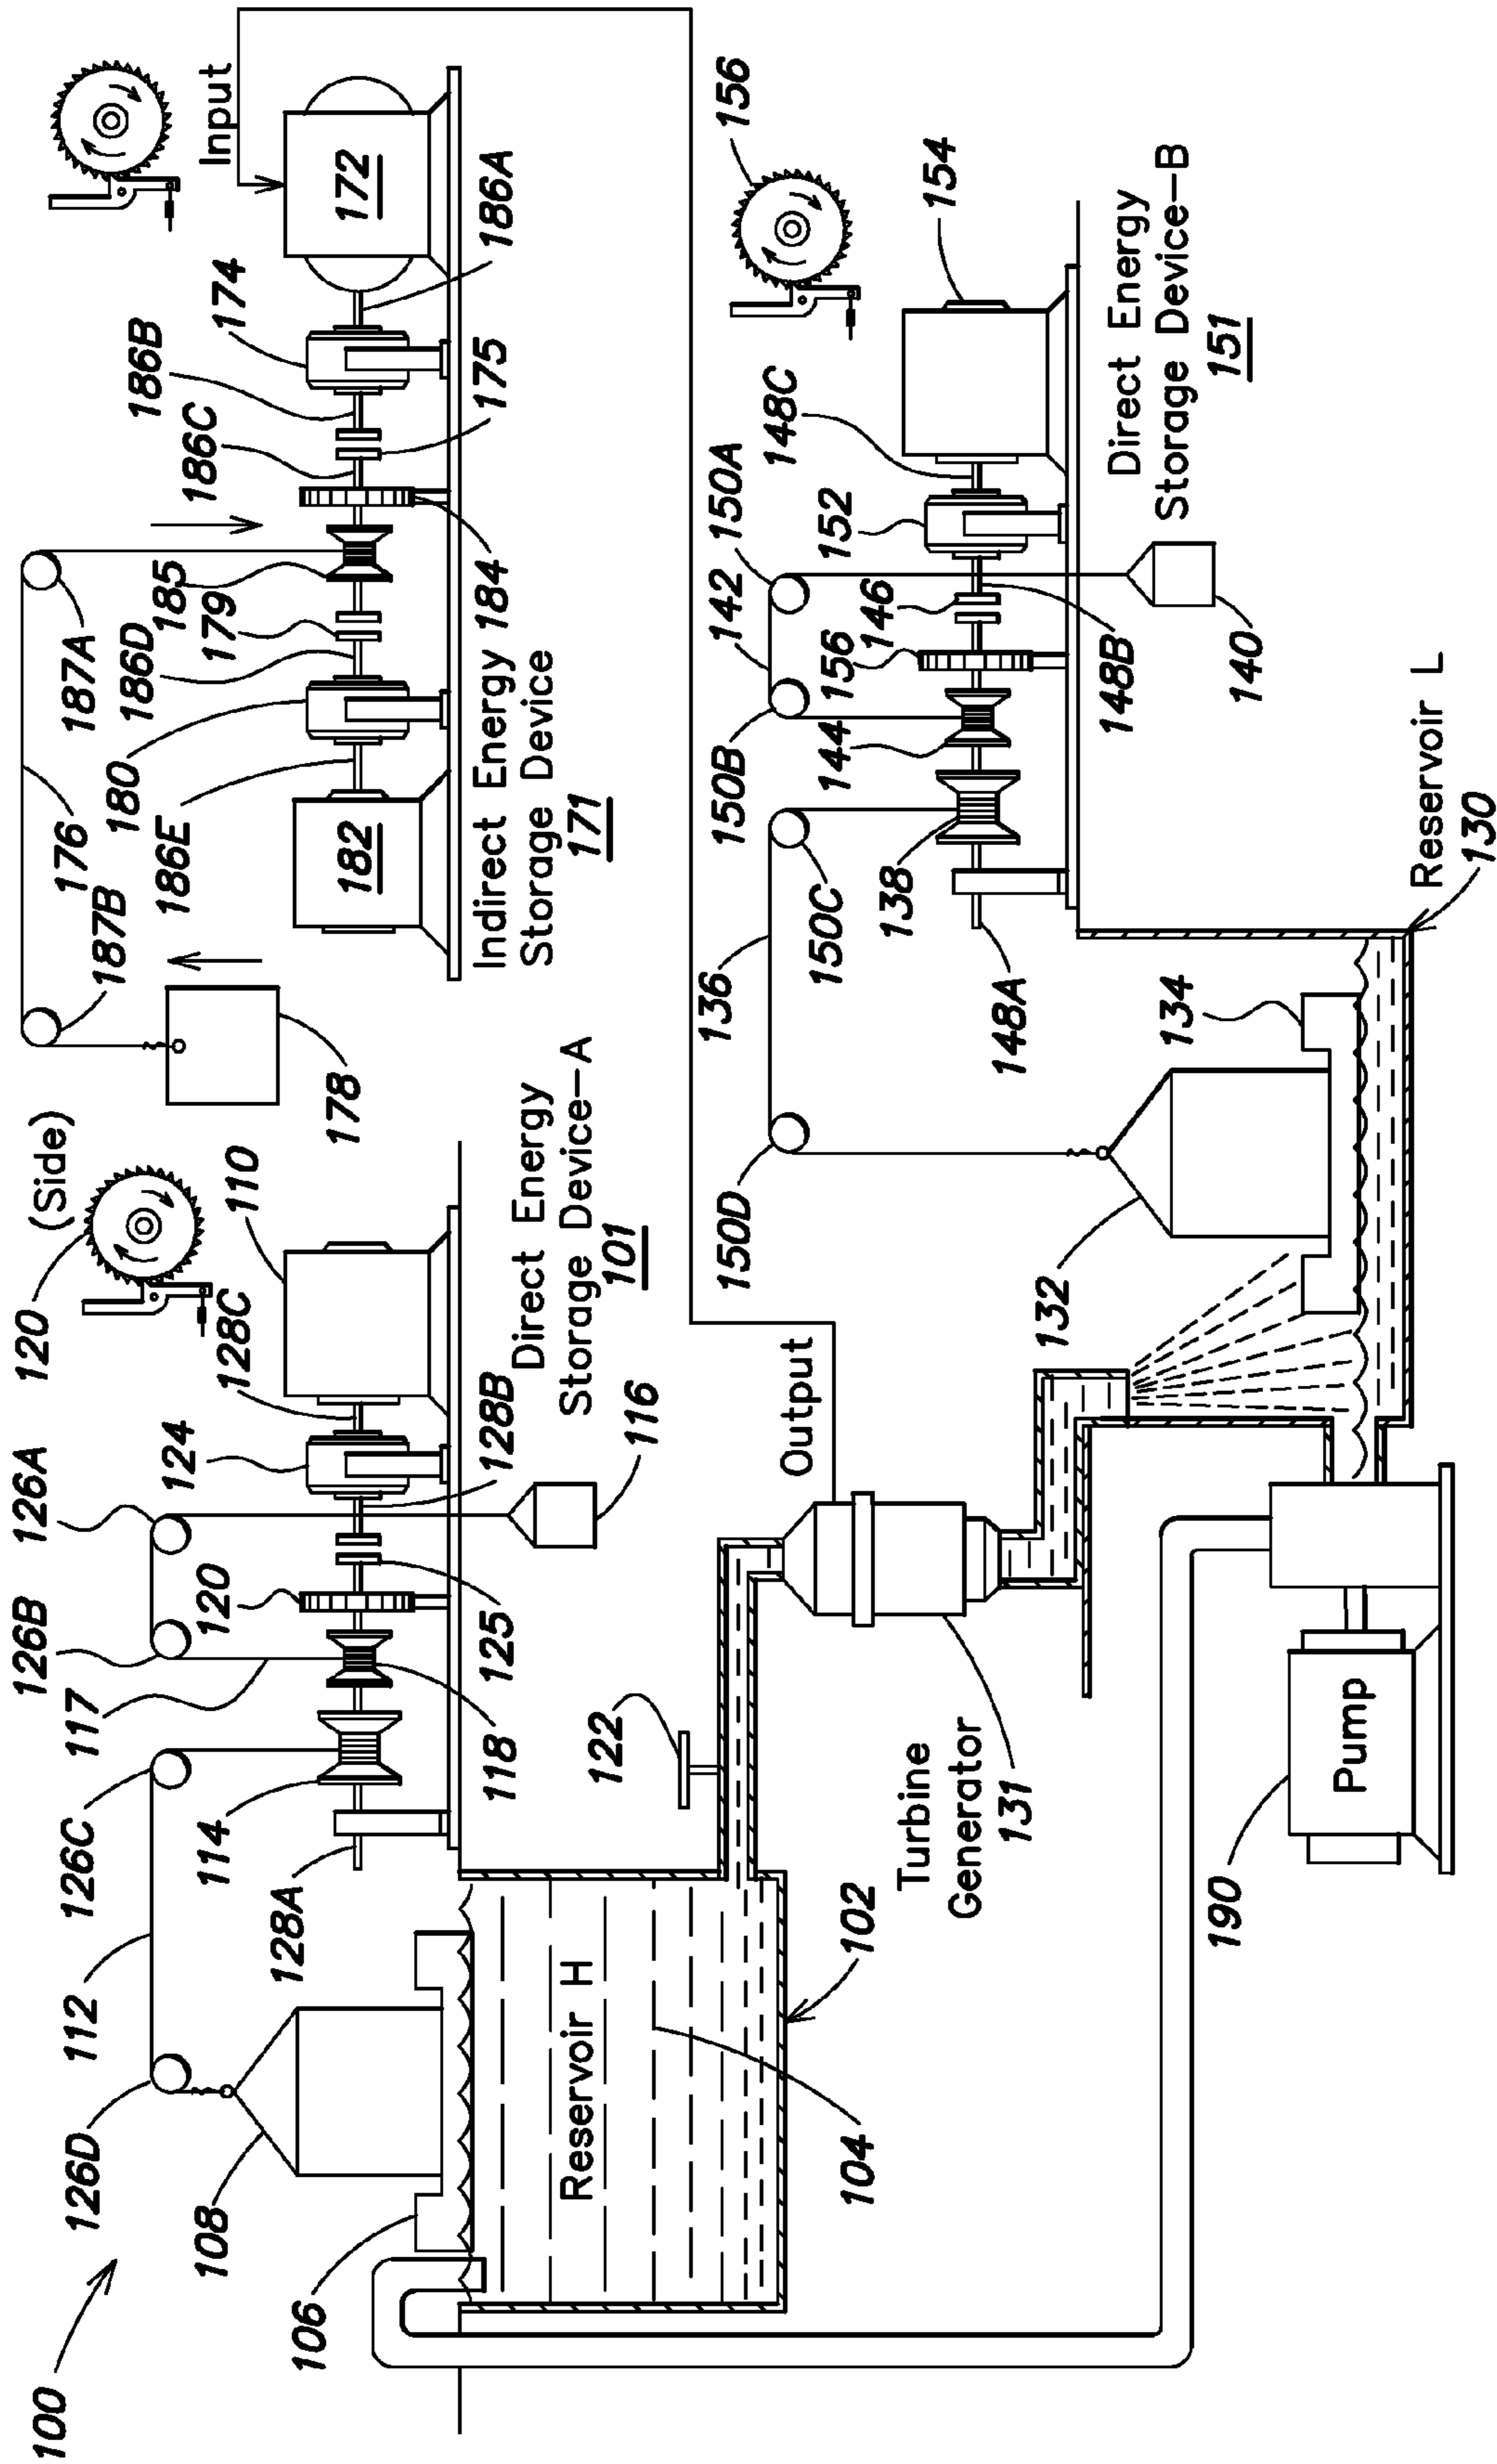 100
126D
112
126C
117
126B
126A
120
(Side)
120
108
106
128A
114
118
125
120
124
128C
110
128B
116
Direct Energy
Storage Device-A
101
Reservoir H
104
102
122
Turbine
Generator
131
Output
190
Pump
178
187B
176
187A
186E
180
186D
179
185
184
186C
186B
174
175
186A
182
172
Input
Indirect Energy
Storage Device
171
150D
136
150C
150B
142
150A
148C
156
154
148A
138
144
156
146
152
148B
140
Direct Energy
Storage Device-B
151
132
134
Reservoir L
130